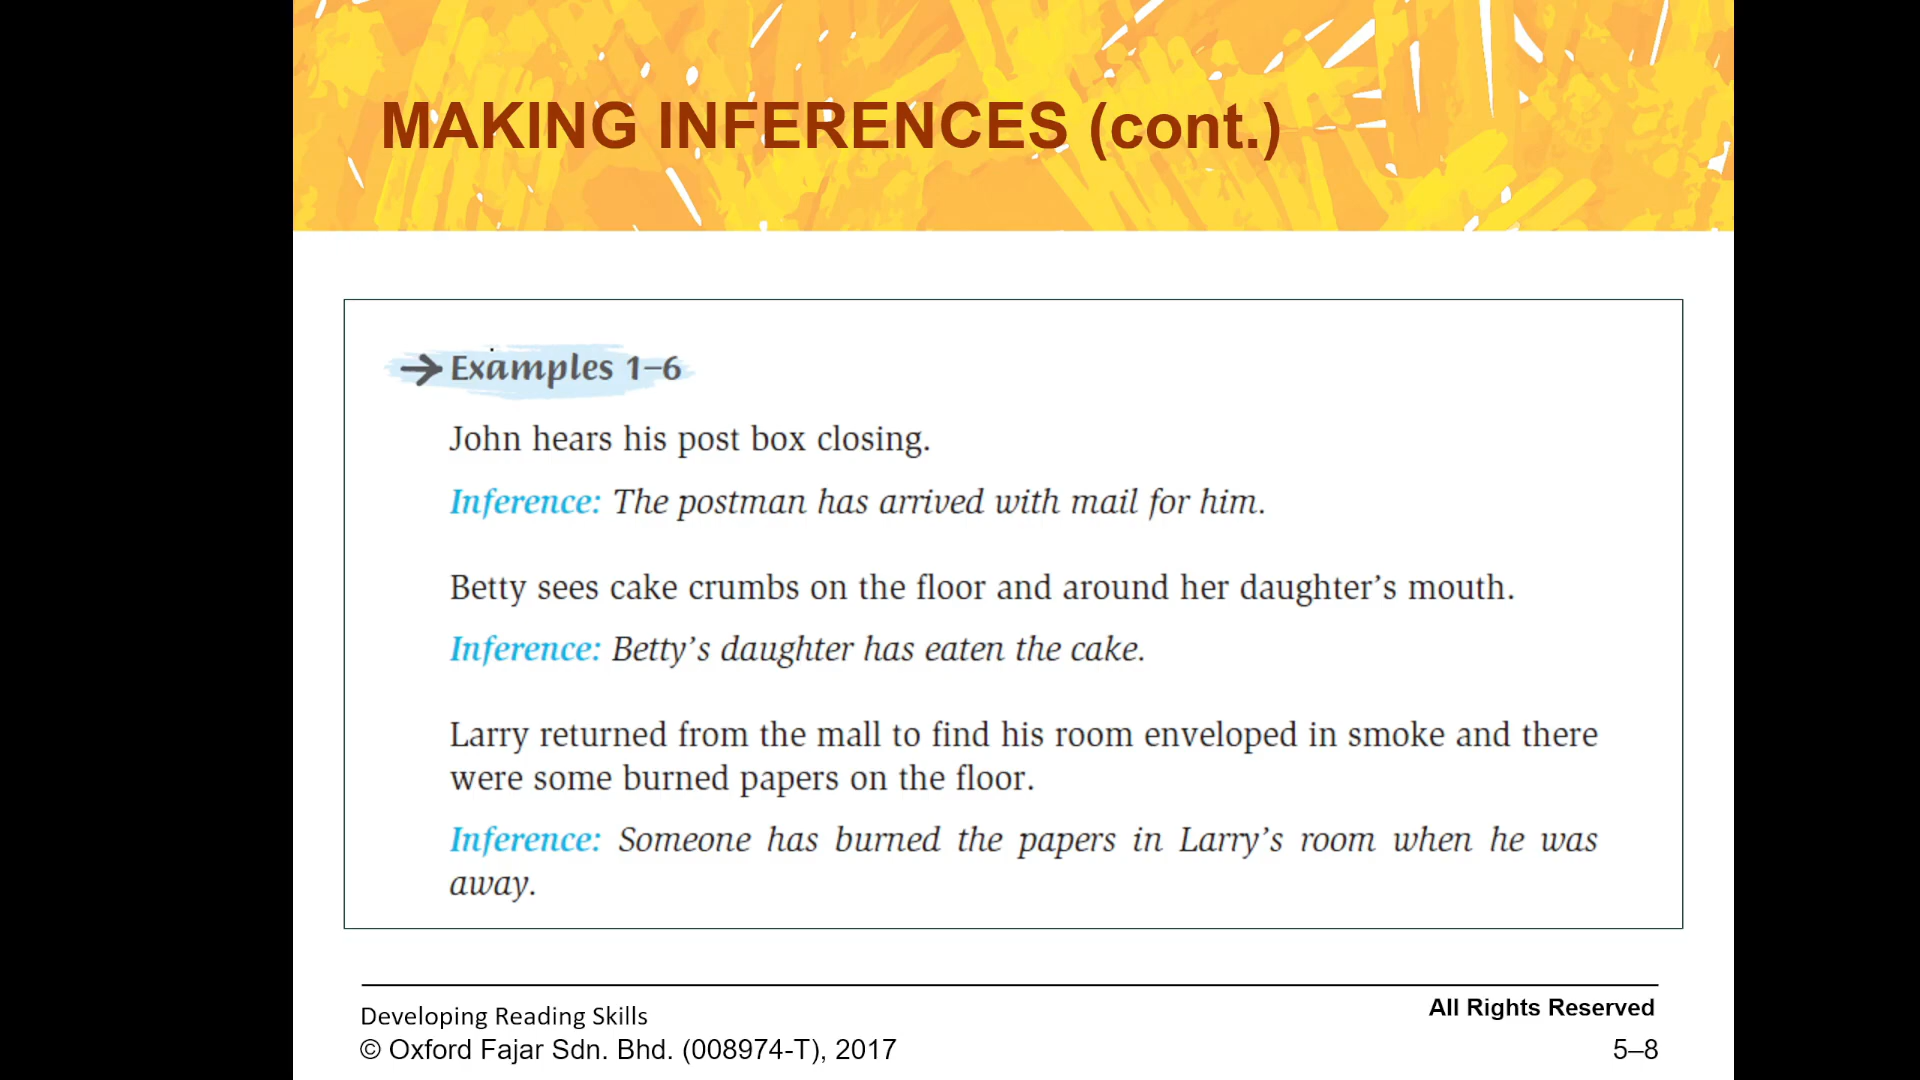 MAKING INFERENCES (cont.)
→ Examples 1–6
John hears his post box closing.
Inference: The postman has arrived with mail for him.
Betty sees cake crumbs on the floor and around her daughter’s mouth.
Inference: Betty’s daughter has eaten the cake.
Larry returned from the mall to find his room enveloped in smoke and there
were some burned papers on the floor.
Inference: Someone has burned the papers in Larry’s room when he was
away.
Developing Reading Skills
All Rights Reserved
© Oxford Fajar Sdn. Bhd. (008974-T), 2017
5–8